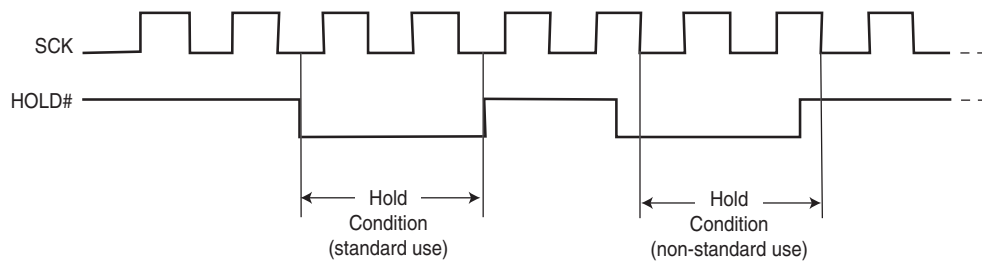 SCK
HOLD#
Hold
Condition
(standard use)
Hold
Condition
(non-standard use)